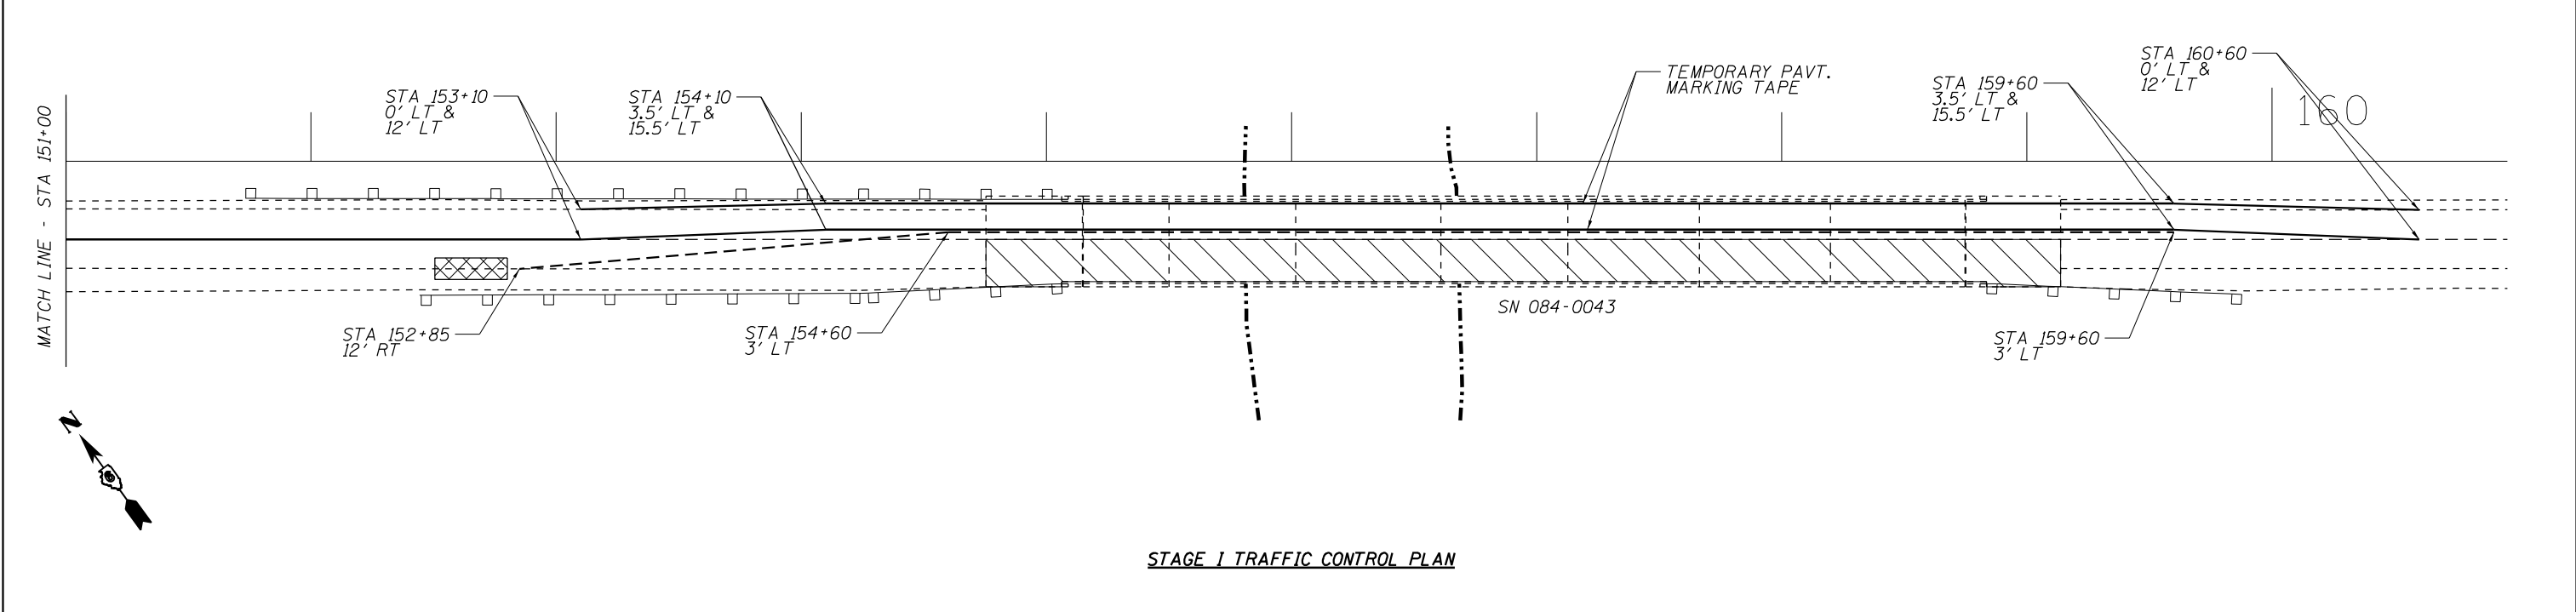 MATCH LINE - STA 151+00
STA 153+10
0' LT &
12' LT
STA 154+10
3.5' LT &
15.5' LT
TEMPORARY PAVT.
MARKING TAPE
STA 159+60
3.5' LT &
15.5' LT
STA 160+60
0' LT &
12' LT
160
STA 152+85
12' RT
STA 154+60
3' LT
SN 084-0043
STA 159+60
3' LT
N
STAGE I TRAFFIC CONTROL PLAN